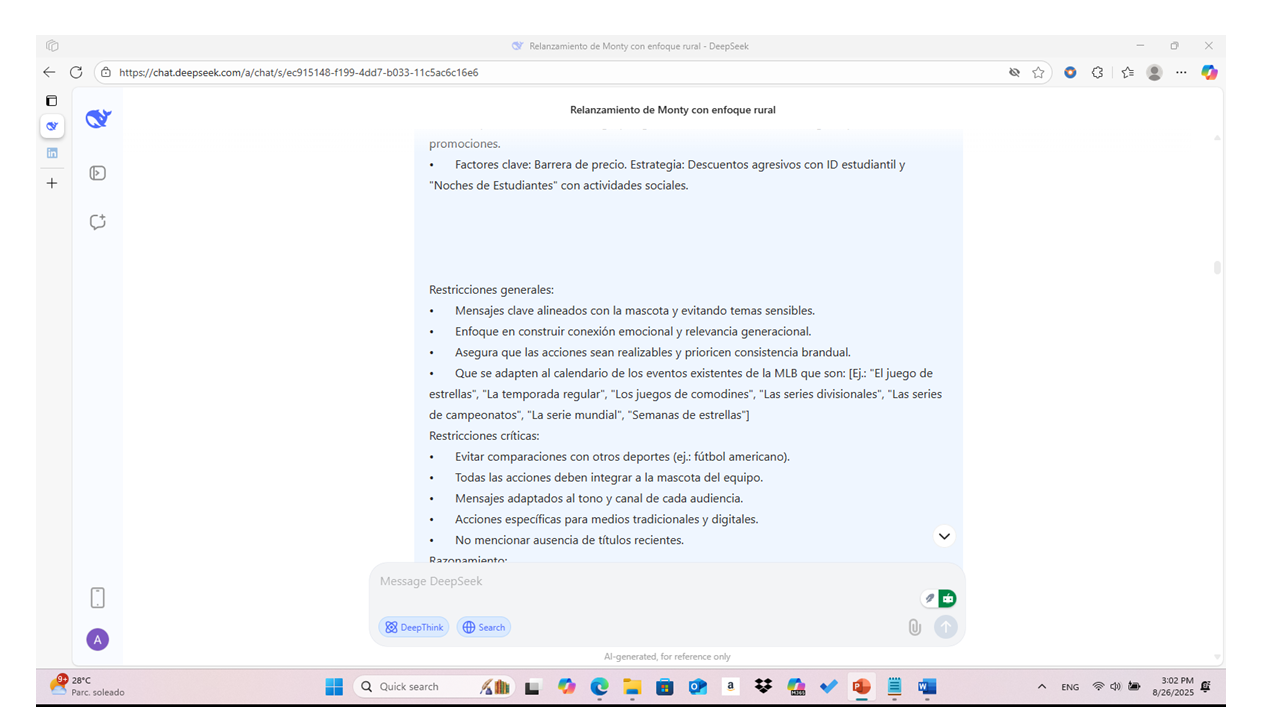 Relanzamiento de Monty con enfoque rural - DeepSeek
https://chat.deepseek.com/a/chat/s/ec915148-f199-4dd7-b033-11c5ac6c16e6
Relanzamiento de Monty con enfoque rural
promociones.
• Factores clave: Barrera de precio. Estrategia: Descuentos agresivos con ID estudiantil y
"Noches de Estudiantes" con actividades sociales.
Restricciones generales:
• Mensajes clave alineados con la mascota y evitando temas sensibles.
• Enfoque en construir conexión emocional y relevancia generacional.
• Asegura que las acciones sean realizables y prioricen consistencia brandual.
• Que se adapten al calendario de los eventos existentes de la MLB que son: [Ej.: "El juego de
estrellas", "La temporada regular", "Los juegos de comodines", "Las series divisionales", "Las series
de campeonatos", "La serie mundial", "Semanas de estrellas"]
Restricciones críticas:
• Evitar comparaciones con otros deportes (ej.: fútbol americano).
• Todas las acciones deben integrar a la mascota del equipo.
• Mensajes adaptados al tono y canal de cada audiencia.
• Acciones específicas para medios tradicionales y digitales.
• No mencionar ausencia de títulos recientes.
Razonamiento:
Message DeepSeek
DeepThink
Search
A
AI-generated, for reference only
9+
28°C
Parc. soleado
Quick search
a
M365
ENG
3:02 PM
8/26/2025